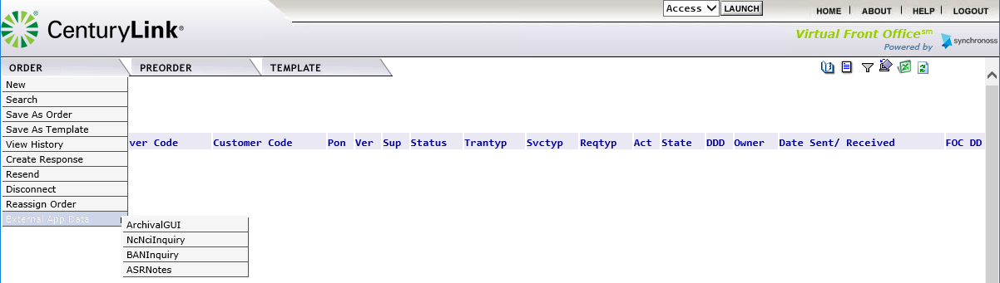 Access LAUNCH HOME | ABOUT | HELP | LOGOUT
CenturyLink®
Virtual Front Office℠
Powered by synchronoss
ORDER PREORDER TEMPLATE
New
Search
Save As Order
Save As Template
View History
Create Response
Resend
Disconnect
Reassign Order
External App Data
ver Code Customer Code Pon Ver Sup Status Trantyp Svctyp Reqtyp Act State DDD Owner Date Sent/ Received FOC DD
ArchivalGUI
NcNciInquiry
BANInquiry
ASRNotes